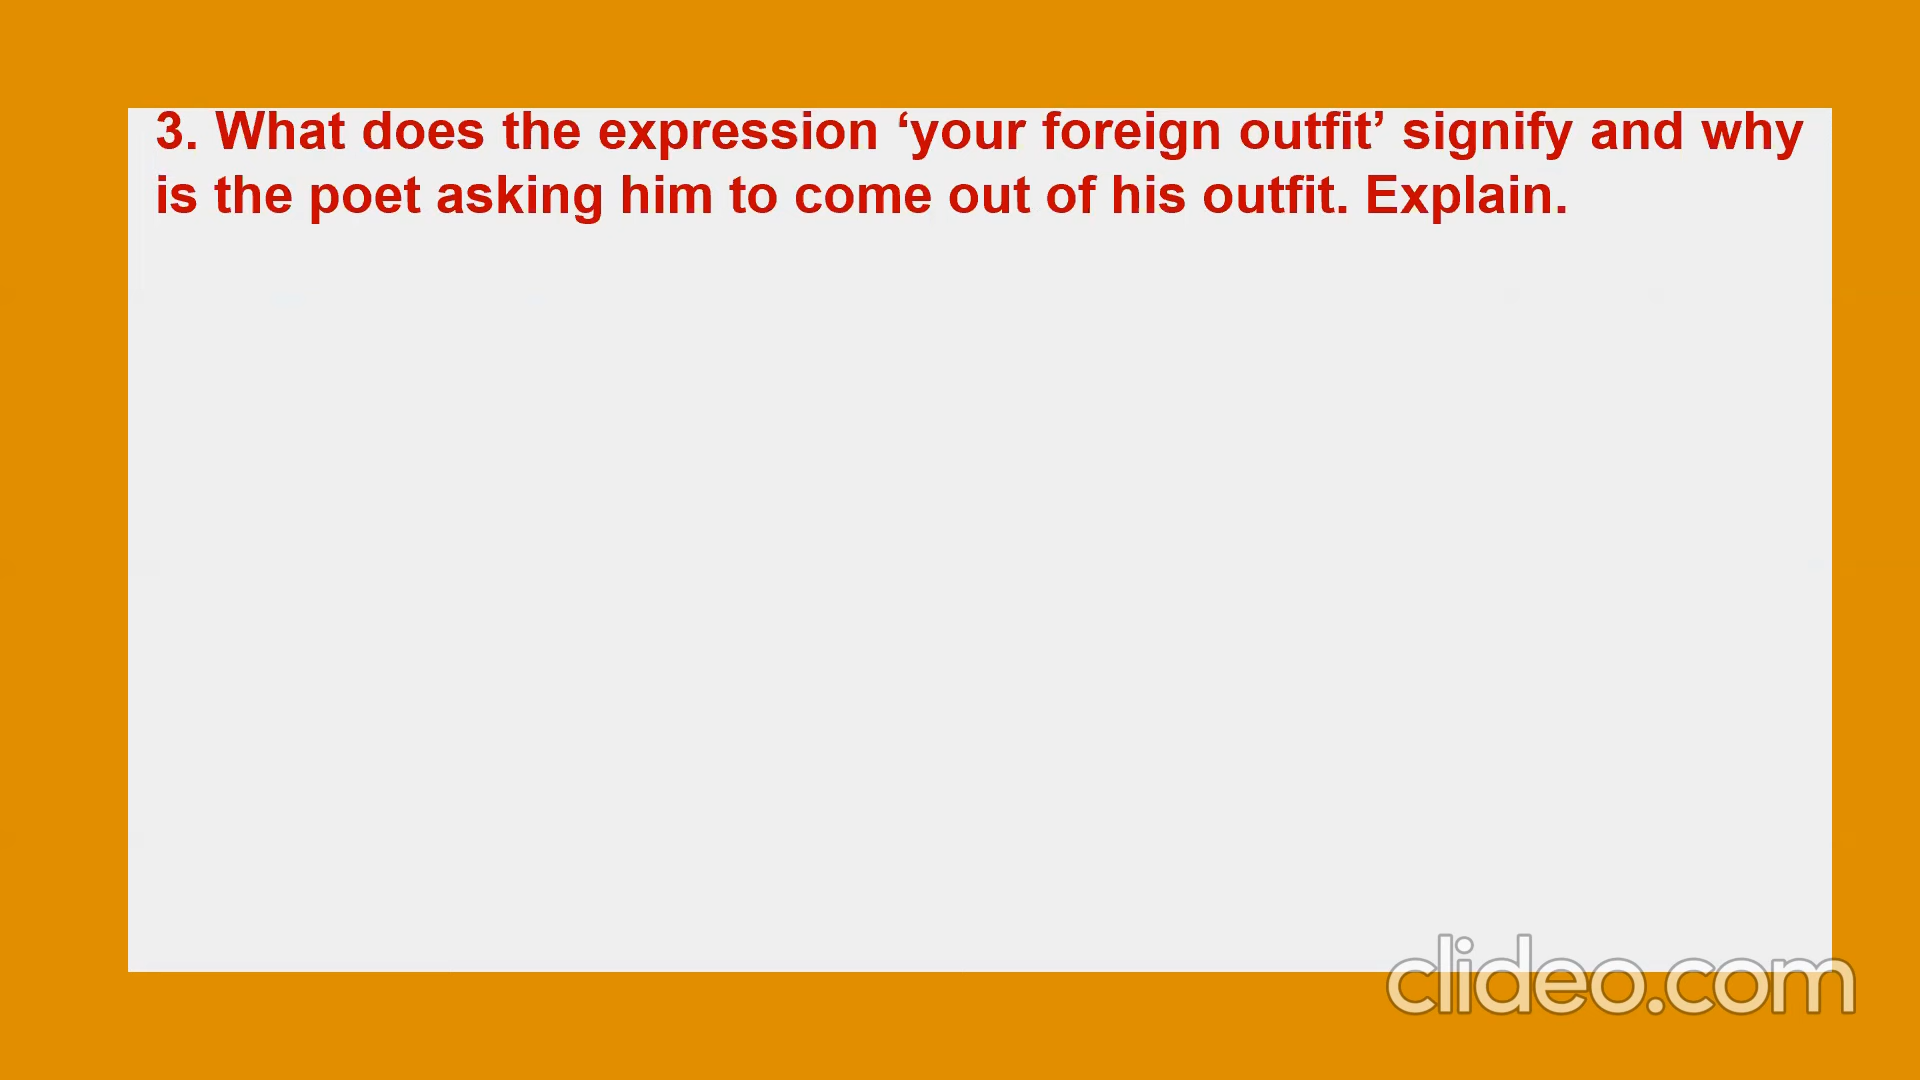 3. What does the expression ‘your foreign outfit’ signify and why
is the poet asking him to come out of his outfit. Explain.
clideo.com